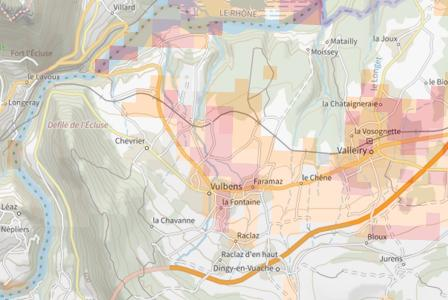 Villard
LE RHÔNE
Matailly
la Joux
Fort l'Écluse
Moissey
le Lavoux
le Longet
Longeray
la Chataigneraie
Défilé de l'Écluse
la Vosognette
Chevrier
Valleiry
le Chêne
Faramaz
Vulbens
la Fontaine
Léaz
la Chavanne
Népliers
Raclaz
Bloux
Raclaz d'en haut
Jurens
Dingy-en-Vuache